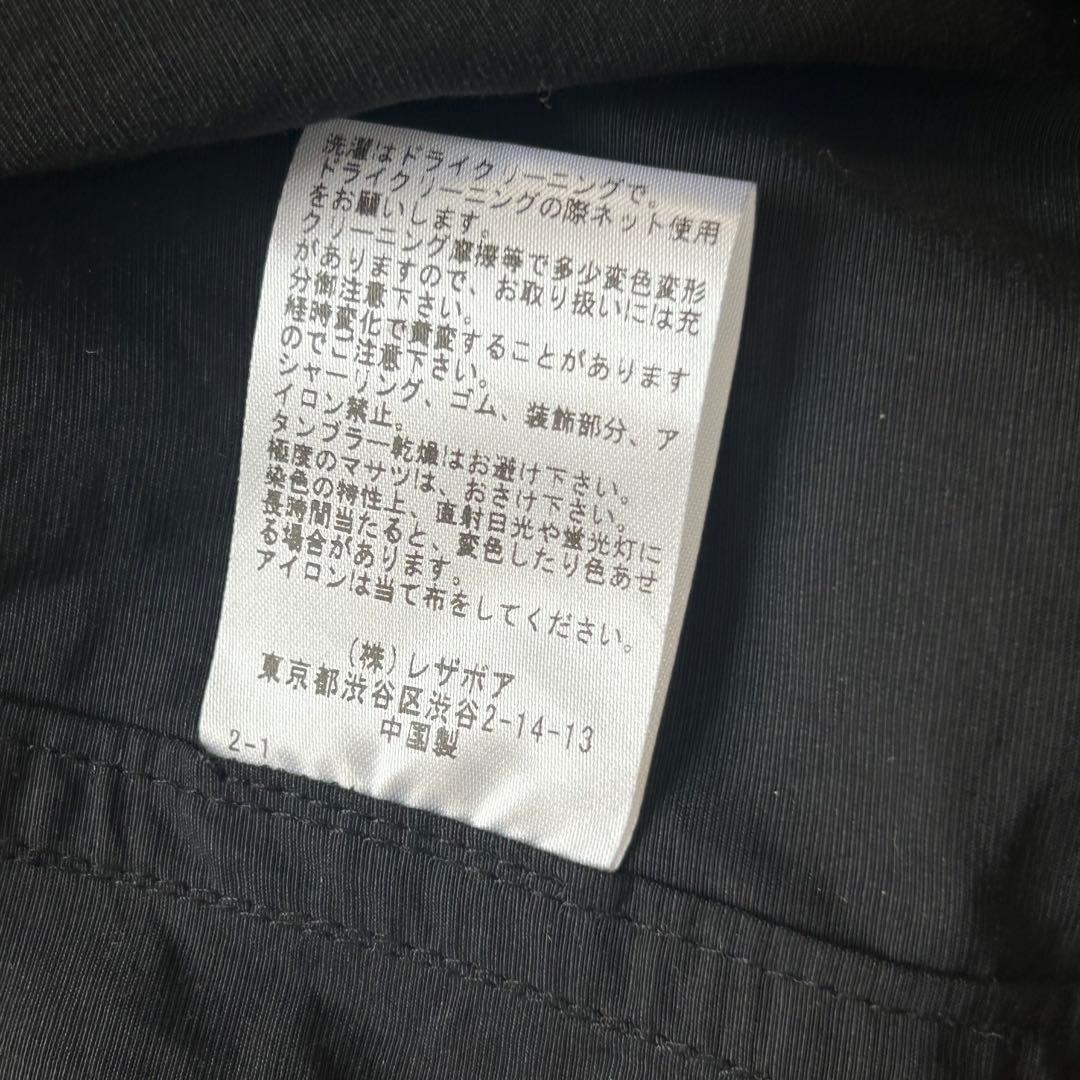 洗濯はドライクリーニングで。
ドライクリーニングの際ネット使用
をお願いします。
クリーニング摩擦等で多少変色変形
がありますので、お取り扱いには充
分御注意下さい。
経時変化で黄変することがあります
のでご注意下さい。
シャーリング、ゴム、装飾部分、ア
イロン禁止。
タンブラー乾燥はお避け下さい。
極度のマサツは、おさけ下さい。
染色の特性上、直射日光や蛍光灯に
長時間当たると、変色したり色あせ
る場合があります。
アイロンは当て布をしてください。
(株)レザボア
東京都渋谷区渋谷2-14-13
中国製
2-1